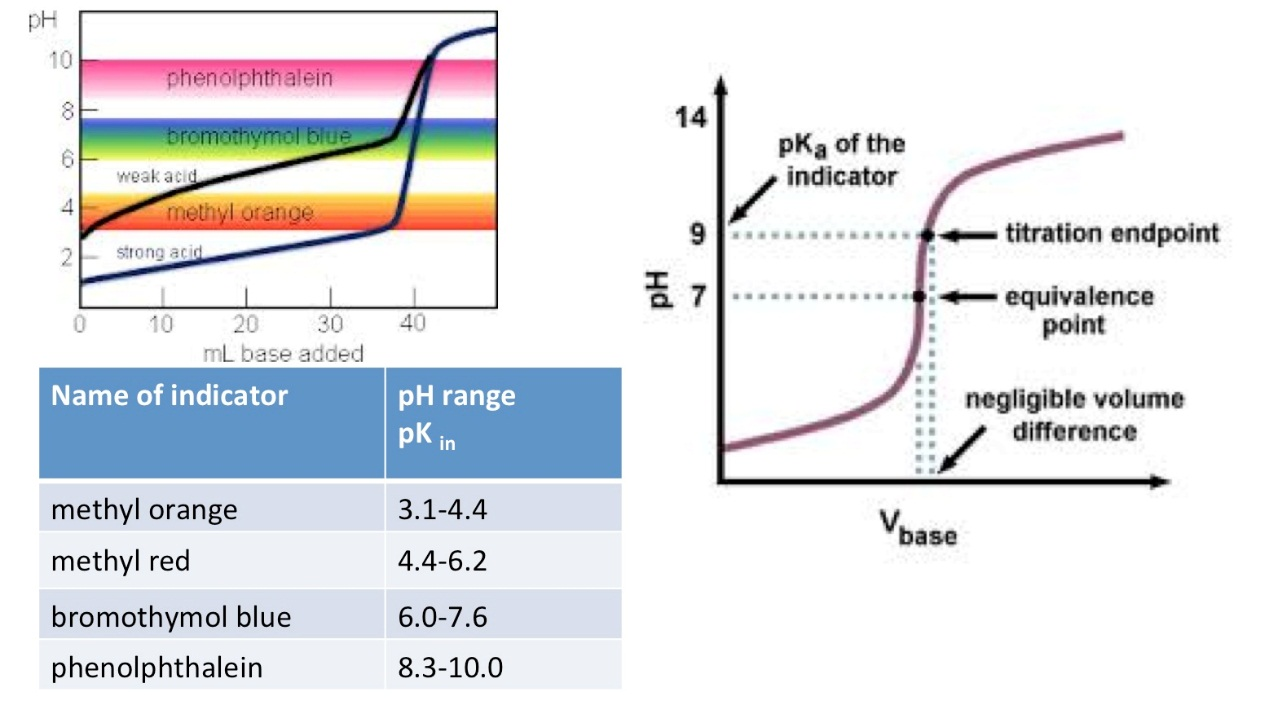 pH
10
phenolphthalein
8
bromothymol blue
6
weak acid
4
methyl orange
strong acid
2
0 10 20 30 40
mL base added
Name of indicator pH range
pK in
methyl orange 3.1-4.4
methyl red 4.4-6.2
bromothymol blue 6.0-7.6
phenolphthalein 8.3-10.0
14
pKa of the
indicator
9
titration endpoint
pH
7
equivalence
point
negligible volume
difference
Vbase